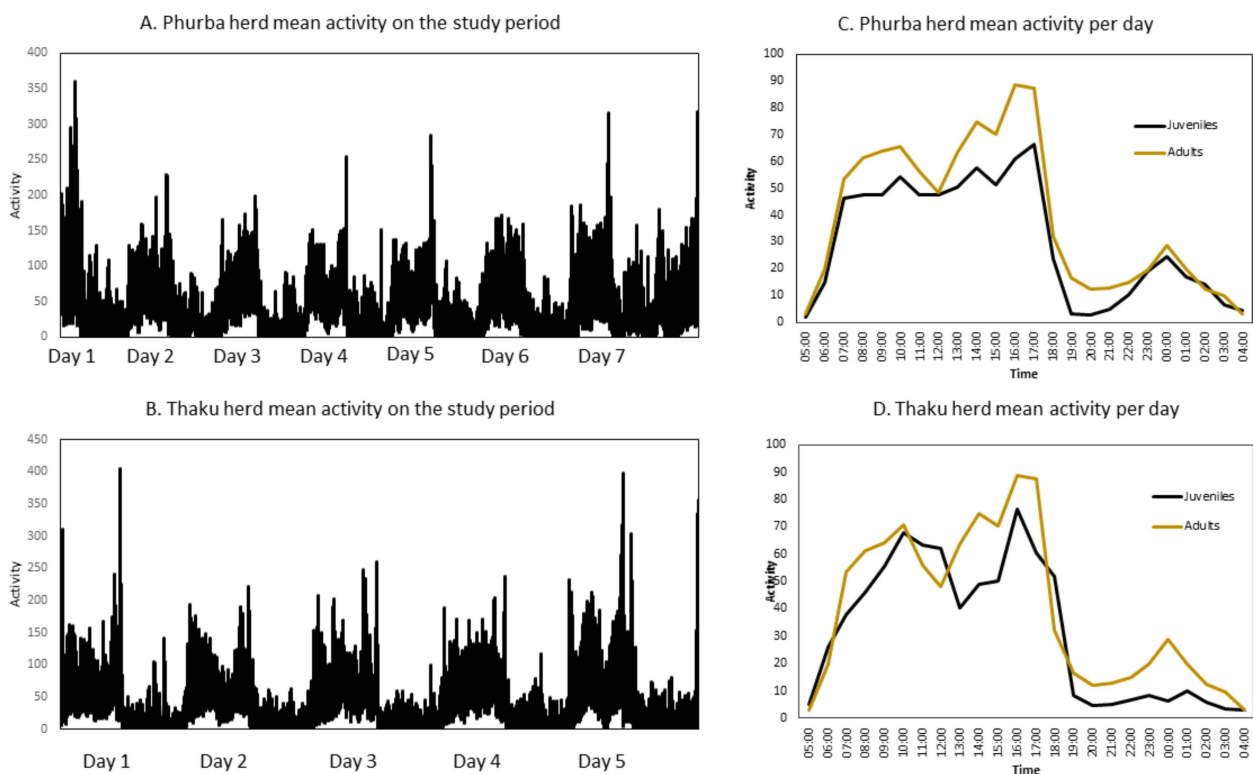 A. Phurba herd mean activity on the study period
400
350
300
250
200
150
100
50
0
Activity
Day 1 Day 2 Day 3 Day 4 Day 5 Day 6 Day 7
C. Phurba herd mean activity per day
100
90
80
70
60
50
40
30
20
10
0
Activity
Juveniles
Adults
05:00 06:00 07:00 08:00 09:00 10:00 11:00 12:00 13:00 14:00 15:00 16:00 17:00 18:00 19:00 20:00 21:00 22:00 23:00 00:00 01:00 02:00 03:00 04:00
Time
B. Thaku herd mean activity on the study period
450
400
350
300
250
200
150
100
50
0
Activity
Day 1 Day 2 Day 3 Day 4 Day 5
D. Thaku herd mean activity per day
100
90
80
70
60
50
40
30
20
10
0
Activity
Juveniles
Adults
05:00 06:00 07:00 08:00 09:00 10:00 11:00 12:00 13:00 14:00 15:00 16:00 17:00 18:00 19:00 20:00 21:00 22:00 23:00 00:00 01:00 02:00 03:00 04:00
Time